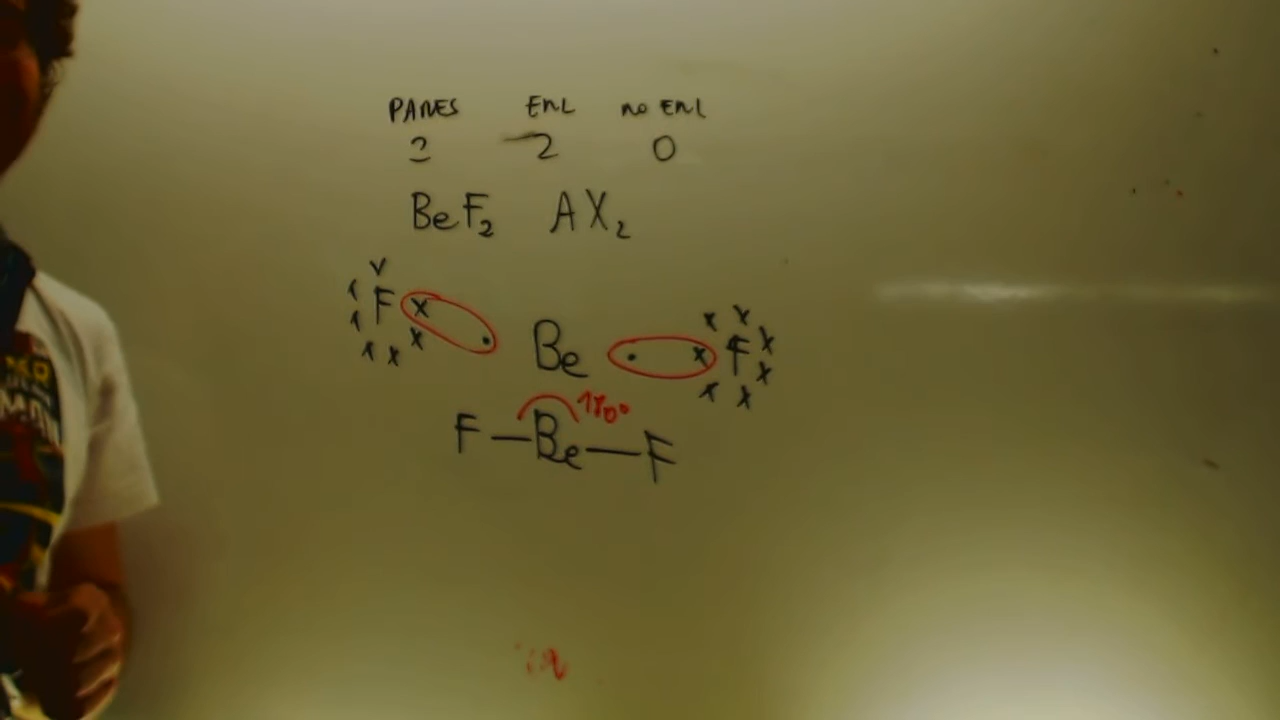 PARES ENL no ENL
2 2 0
BeF₂ AX₂
F Be F
180°
F—Be—F